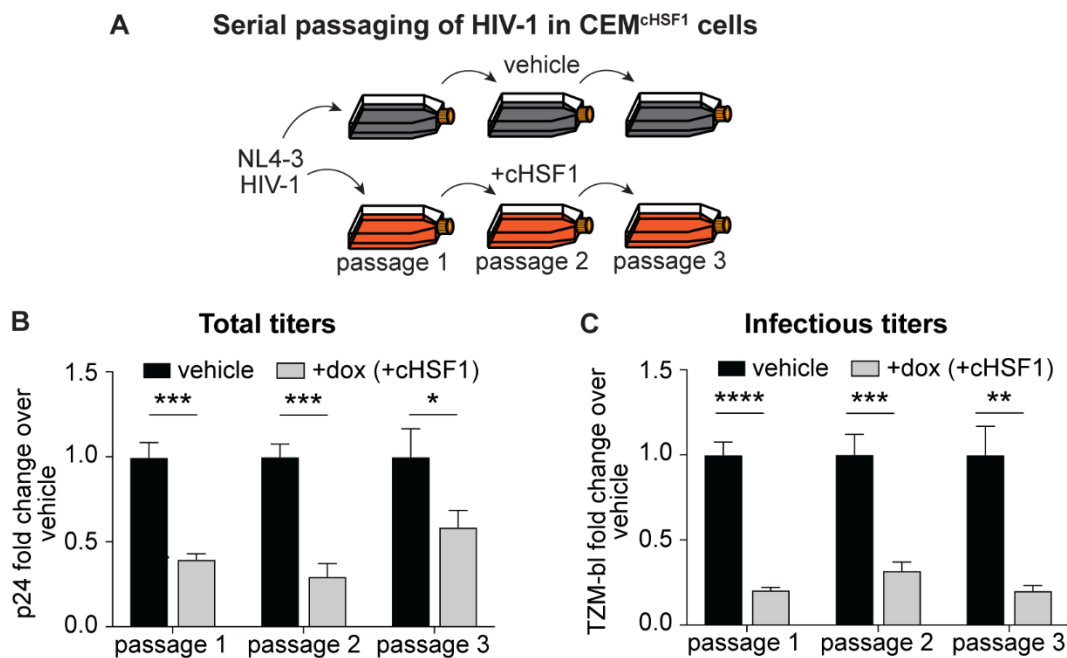 A Serial passaging of HIV-1 in CEMcHSF1 cells
vehicle
NL4-3
HIV-1
+cHSF1
passage 1 passage 2 passage 3
B Total titers
vehicle +dox (+cHSF1)
p24 fold change over
vehicle
1.5
1.0
0.5
0.0
*** *** *
passage 1 passage 2 passage 3
C Infectious titers
vehicle +dox (+cHSF1)
TZM-bl fold change over
vehicle
1.5
1.0
0.5
0.0
**** *** **
passage 1 passage 2 passage 3